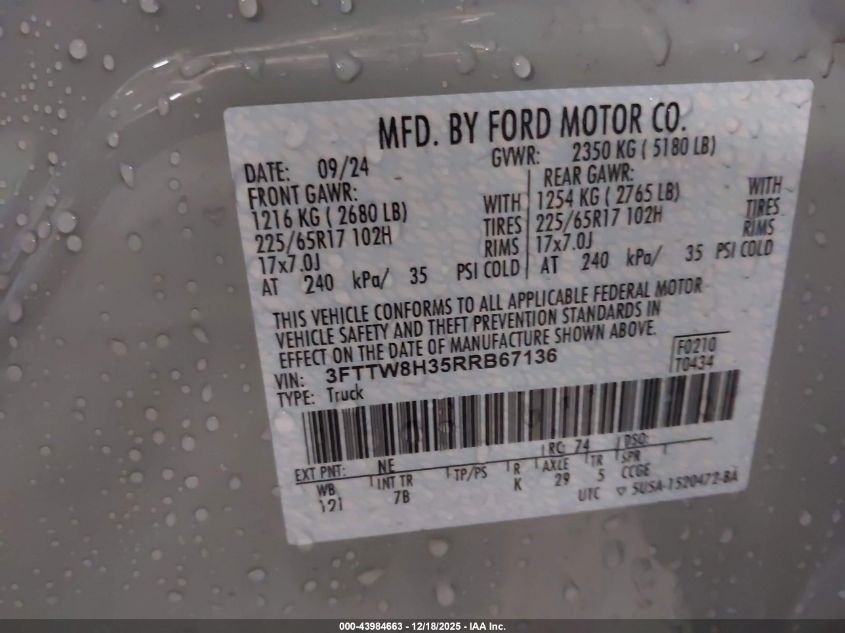 MFD. BY FORD MOTOR CO.
DATE: 09/24 GVWR: 2350 KG ( 5180 LB)
FRONT GAWR: REAR GAWR:
1216 KG ( 2680 LB) WITH 1254 KG ( 2765 LB) WITH
225/65R17 102H TIRES 225/65R17 102H TIRES
17x7.0J RIMS 17x7.0J RIMS
AT 240 kPa/ 35 PSI COLD AT 240 kPa/ 35 PSI COLD
THIS VEHICLE CONFORMS TO ALL APPLICABLE FEDERAL MOTOR
VEHICLE SAFETY AND THEFT PREVENTION STANDARDS IN
EFFECT ON THE DATE OF MANUFACTURE SHOWN ABOVE.
VIN: 3FTTW8H35RRB67136 F0210
TYPE: Truck T0434
EXT PNT: NE RC: 74 DSO:
WB INT TR TP/PS R AXLE TR SPR
121 7B K 29 5 CCGE
UTC ▽ 5USA-1520472-BA
000-43984663 - 12/18/2025 - IAA Inc.